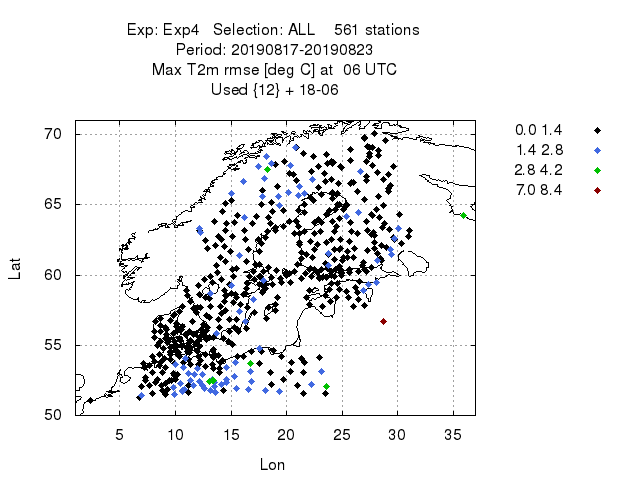 Exp: Exp4   Selection: ALL    561 stations
Period: 20190817-20190823
Max T2m rmse [deg C] at  06 UTC
Used {12} + 18-06
0.0 1.4
1.4 2.8
2.8 4.2
7.0 8.4
70
65
60
55
50
Lat
5 10 15 20 25 30 35
Lon